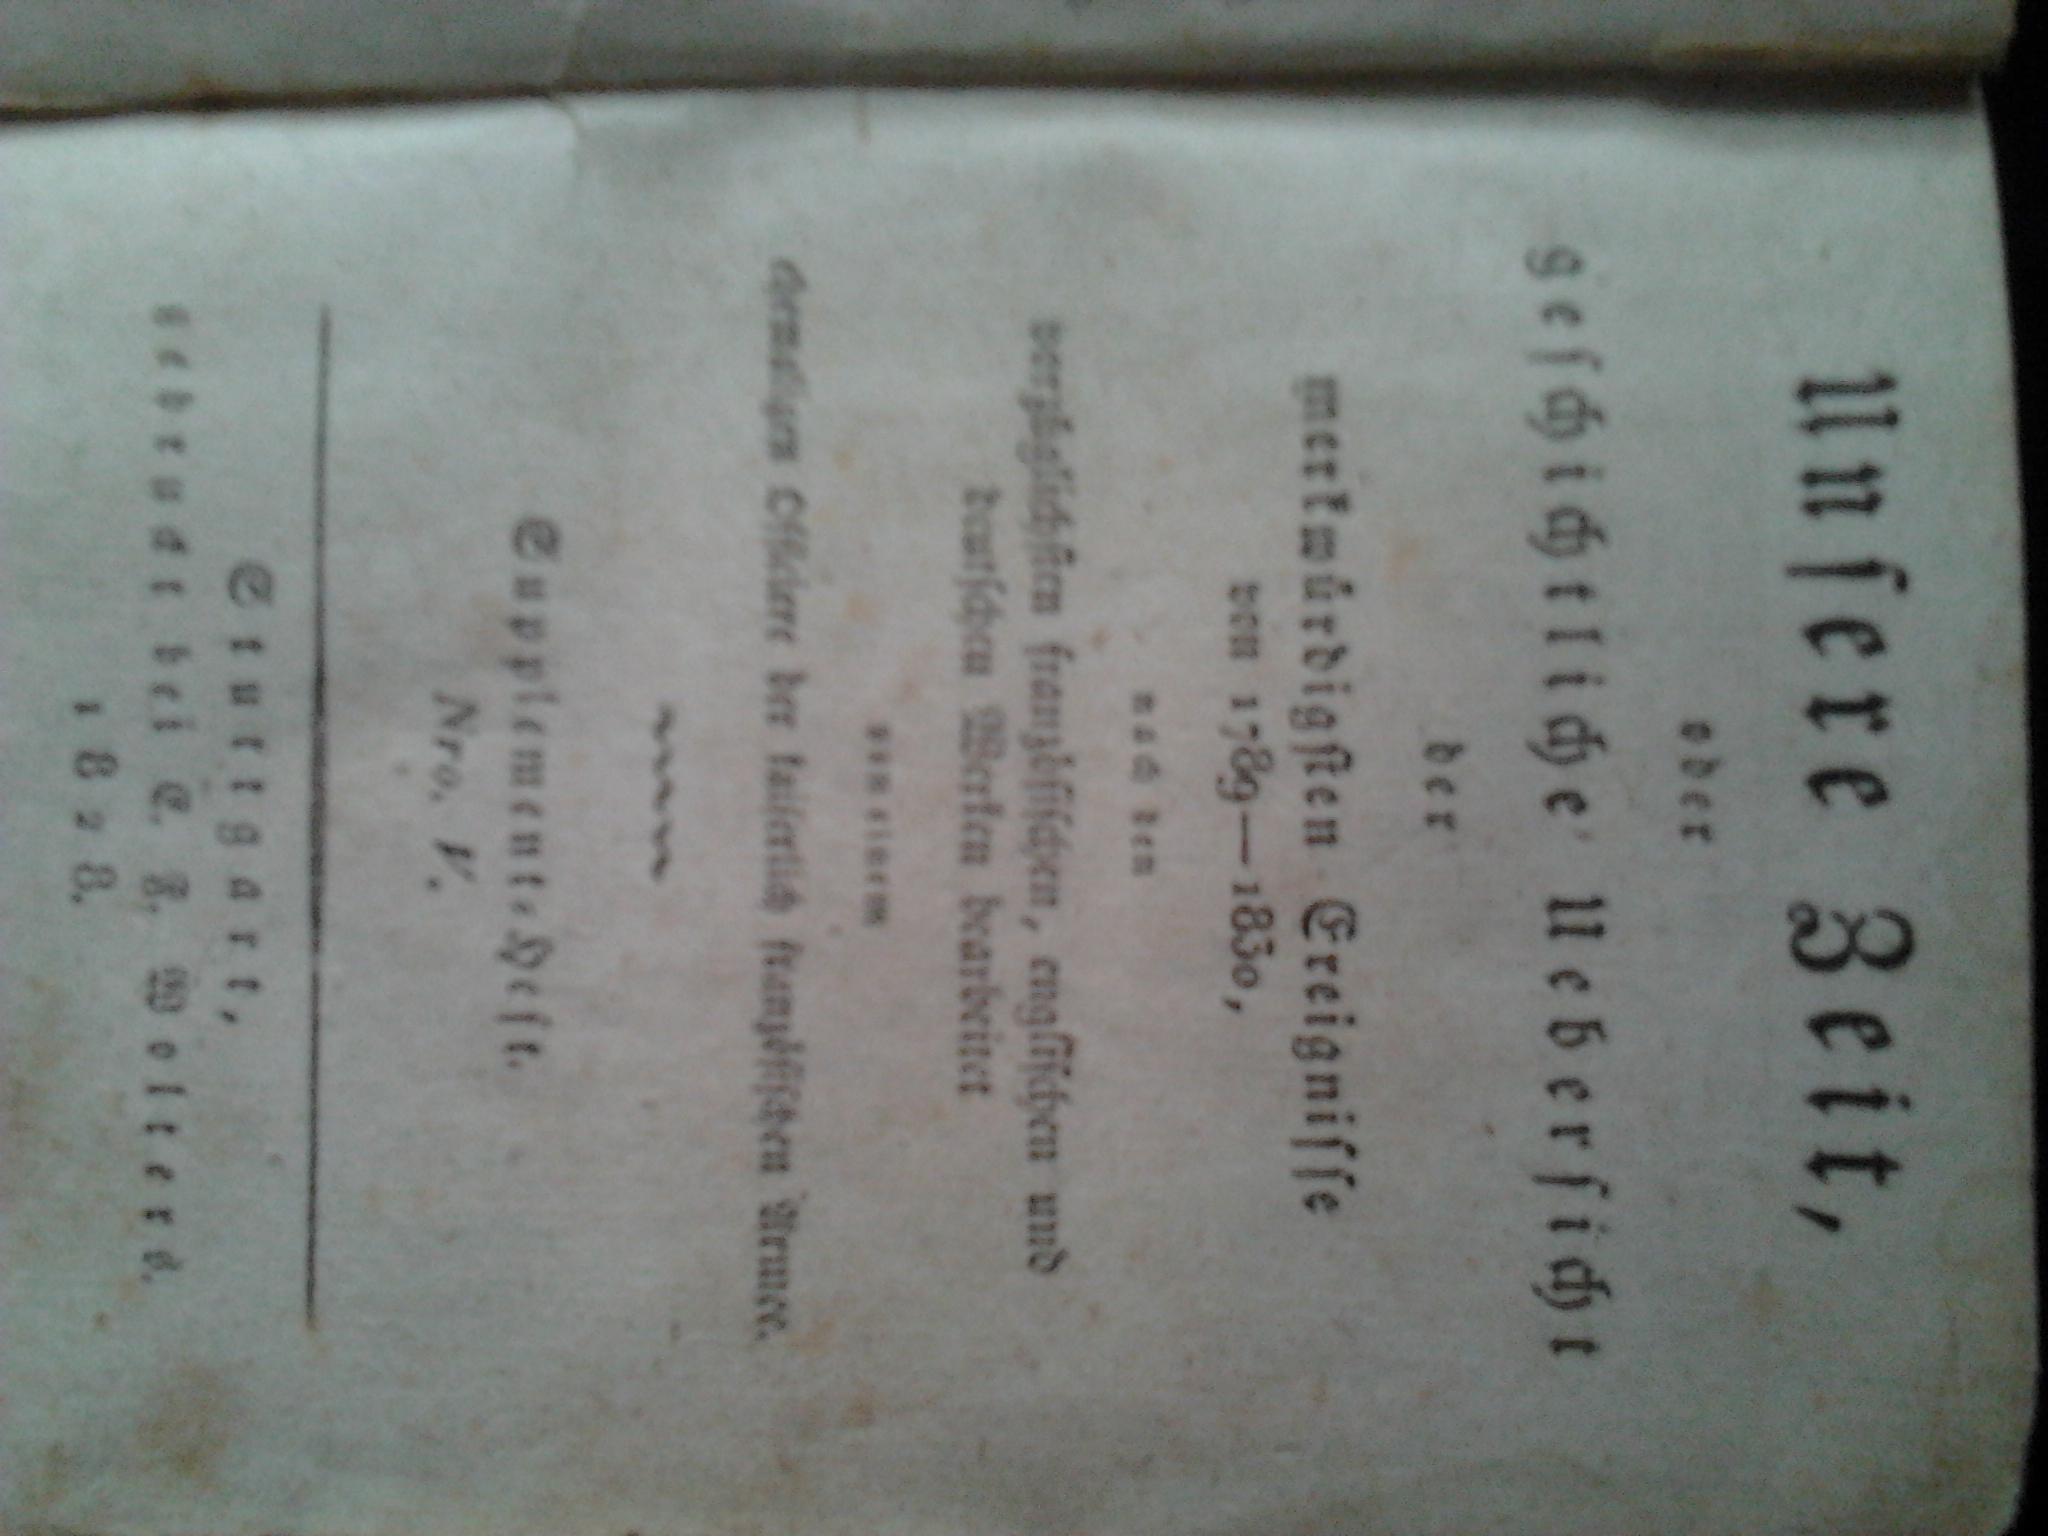 Unſere Zeit,
oder
geſchichtliche Ueberſicht
der
merkwürdigſten Ereigniſſe
von 1789—1830,
nach den
vorzüglichſten franzöſiſchen, engliſchen und
deutſchen Werken bearbeitet
von einem
ehemaligen Officiere der kaiſerlich franzöſiſchen Armee.
Supplement-Heft.
Nro. V.
Stuttgart,
gedruckt bei C. F. Wolters.
1828.